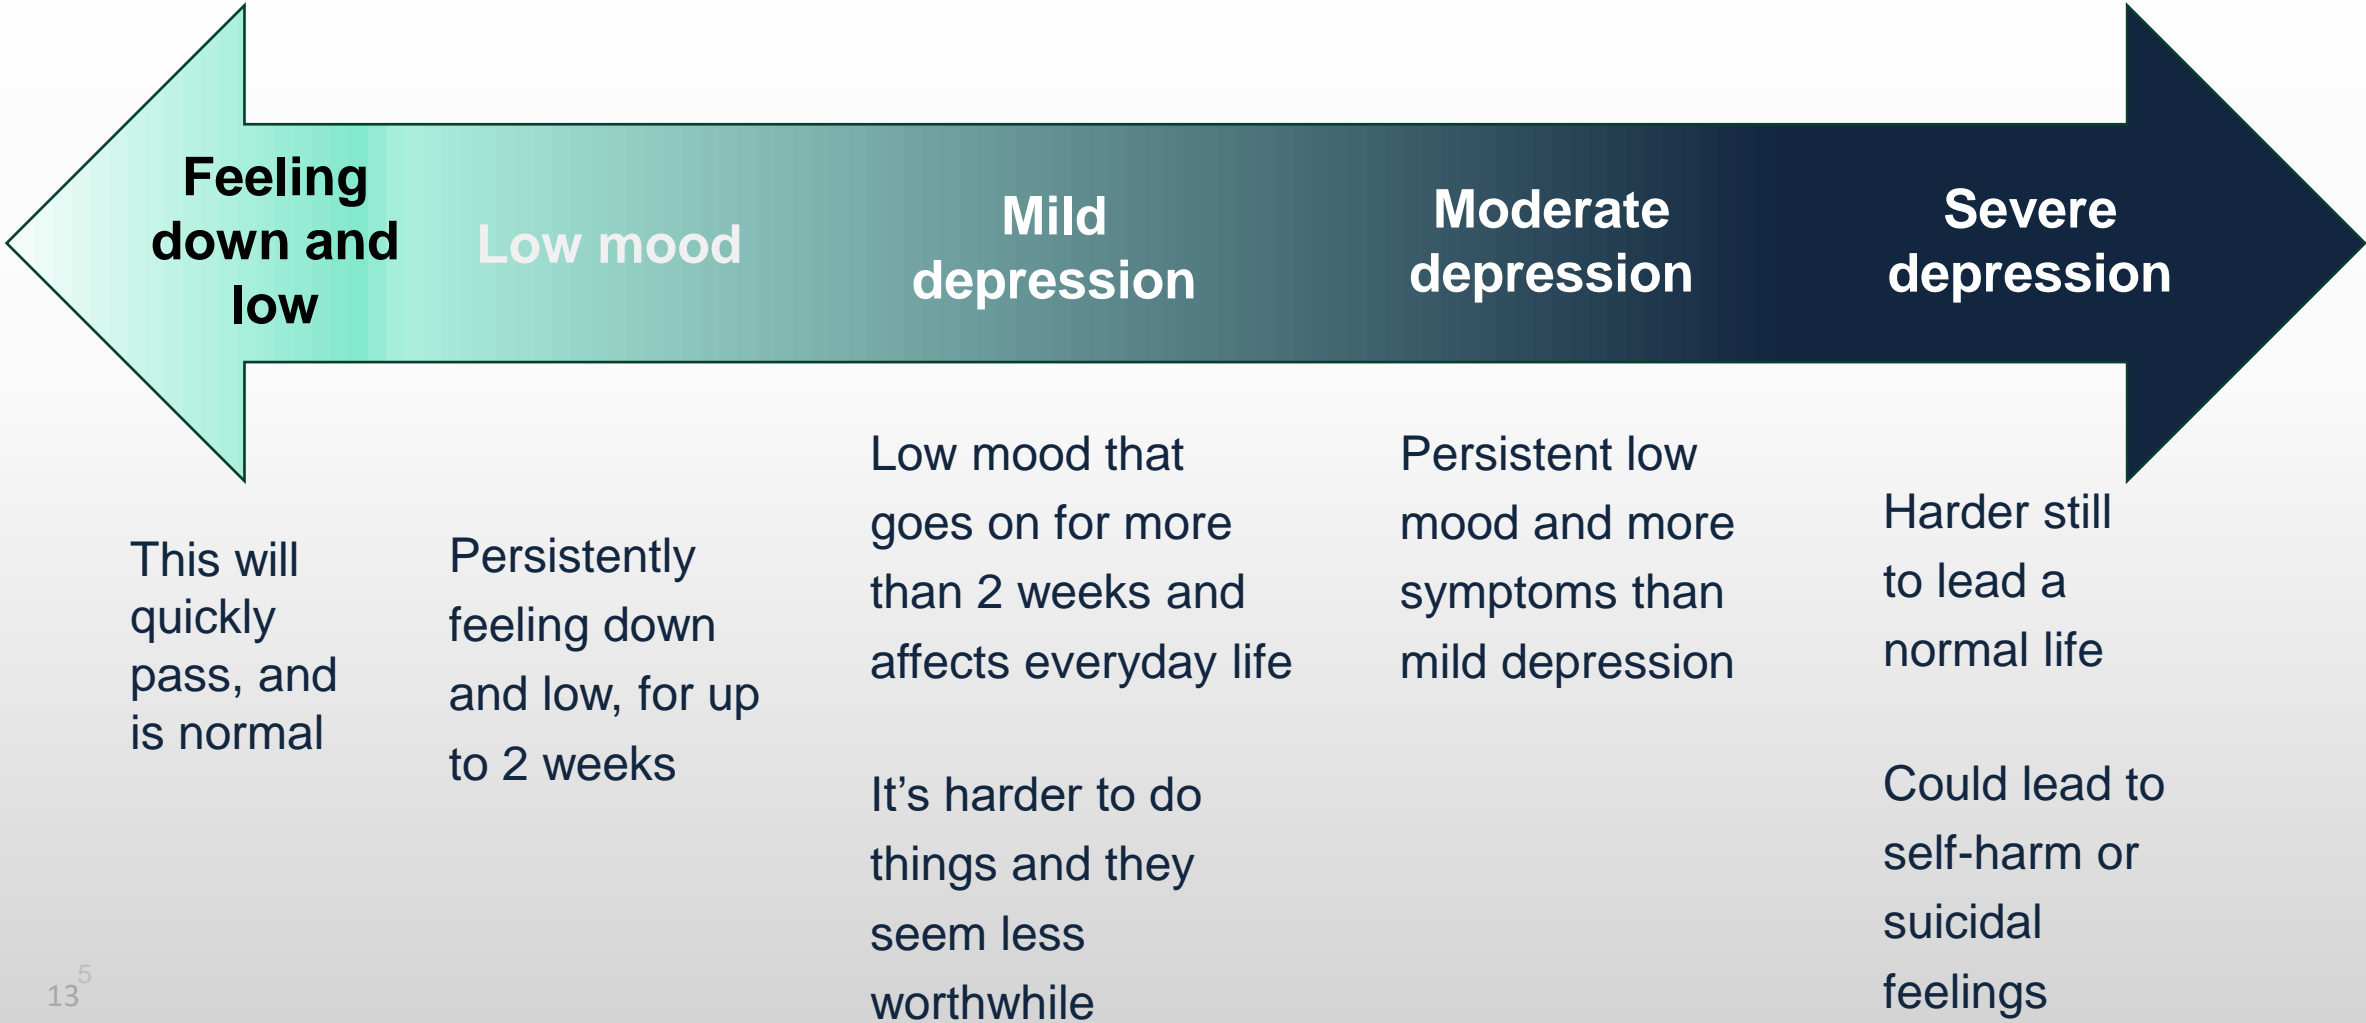 Feeling
down and
low
Low mood
Mild
depression
Moderate
depression
Severe
depression
This will
quickly
pass, and
is normal
Persistently
feeling down
and low, for up
to 2 weeks
Low mood that
goes on for more
than 2 weeks and
affects everyday life
It’s harder to do
things and they
seem less
worthwhile
Persistent low
mood and more
symptoms than
mild depression
Harder still
to lead a
normal life
Could lead to
self-harm or
suicidal
feelings
5
13